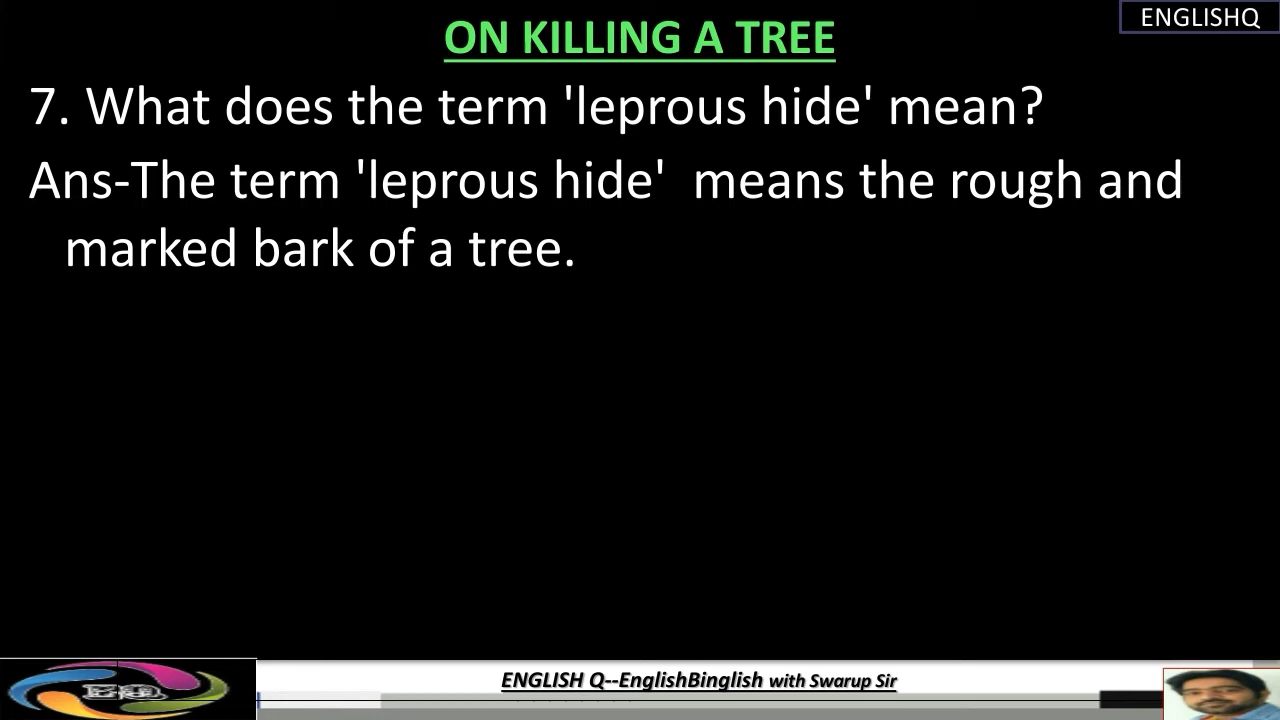 ENGLISHQ
ON KILLING A TREE
7. What does the term 'leprous hide' mean?
Ans-The term 'leprous hide'  means the rough and
marked bark of a tree.
ENGLISH Q--EnglishBinglish with Swarup Sir